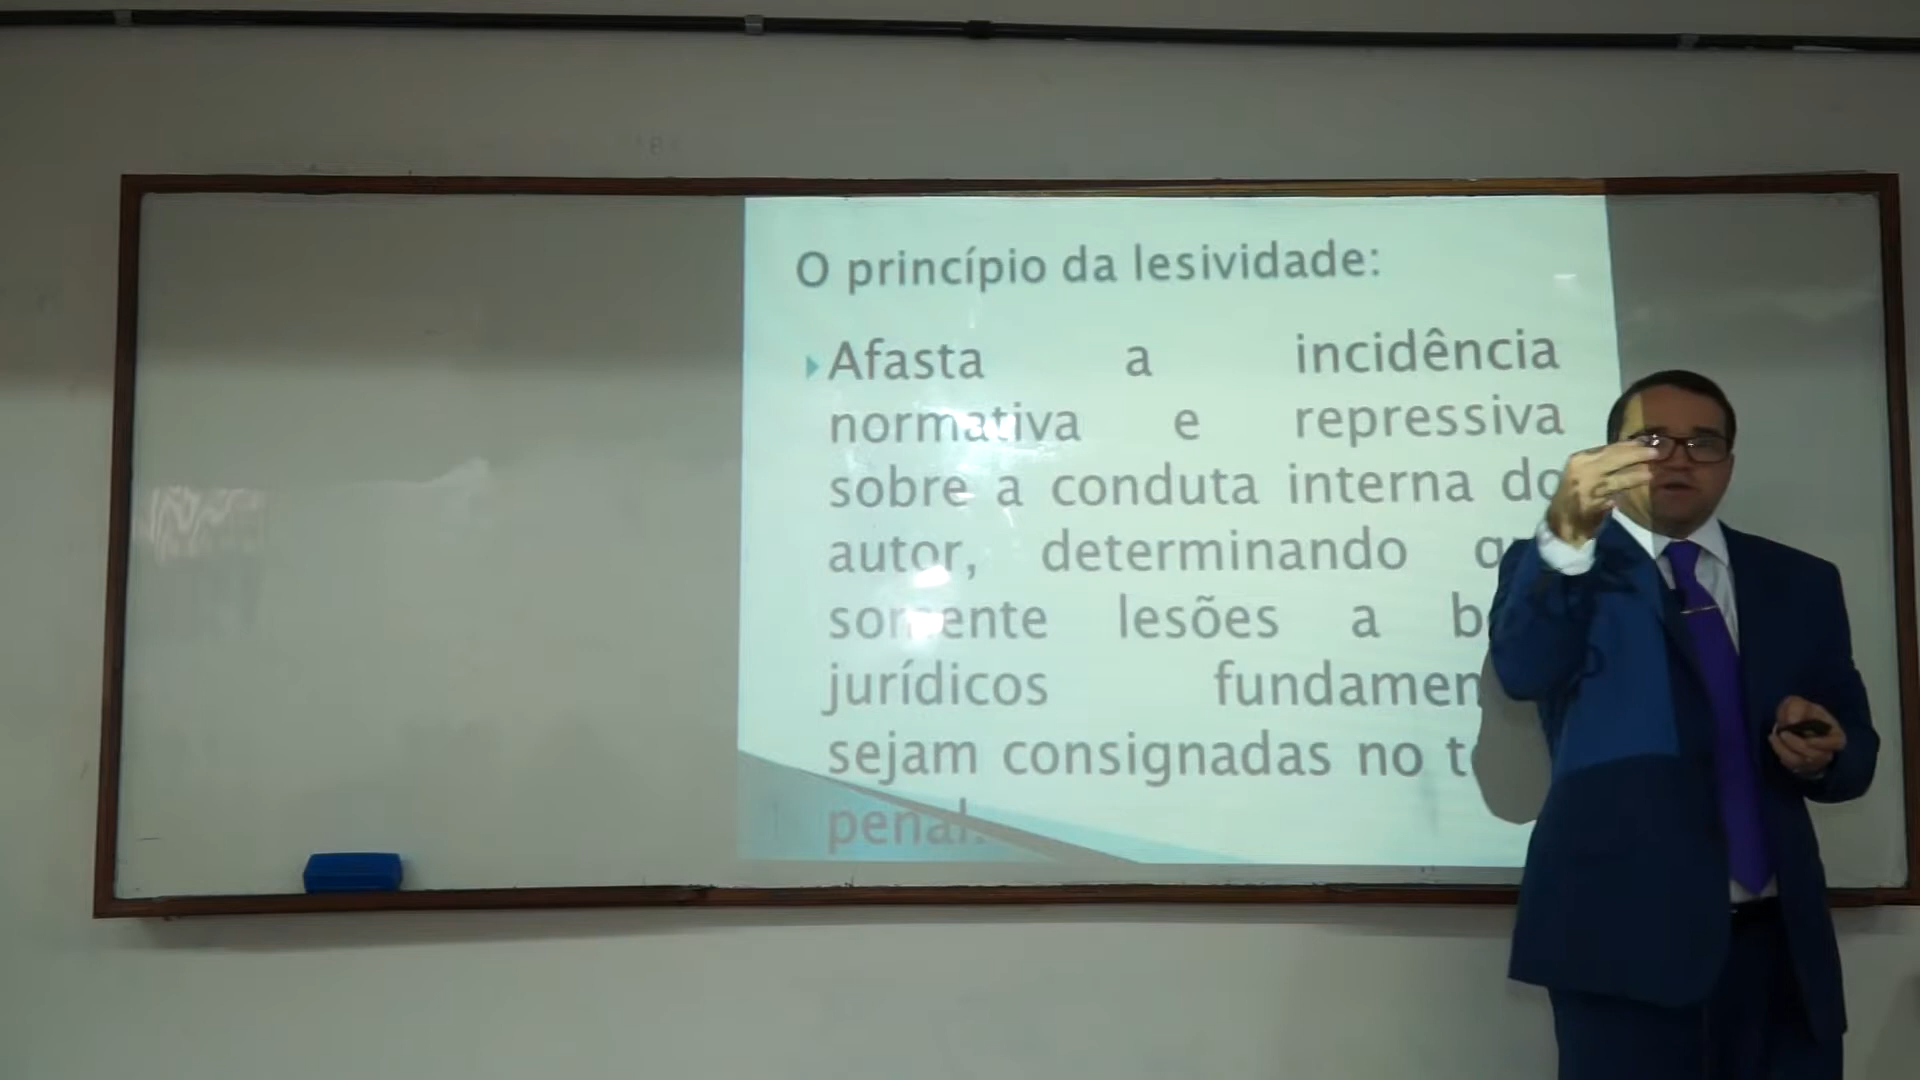 O princípio da lesividade:
Afasta a incidência
normativa e repressiva
sobre a conduta interna do
autor, determinando
somente lesões a
jurídicos
sejam consignadas no
penal.